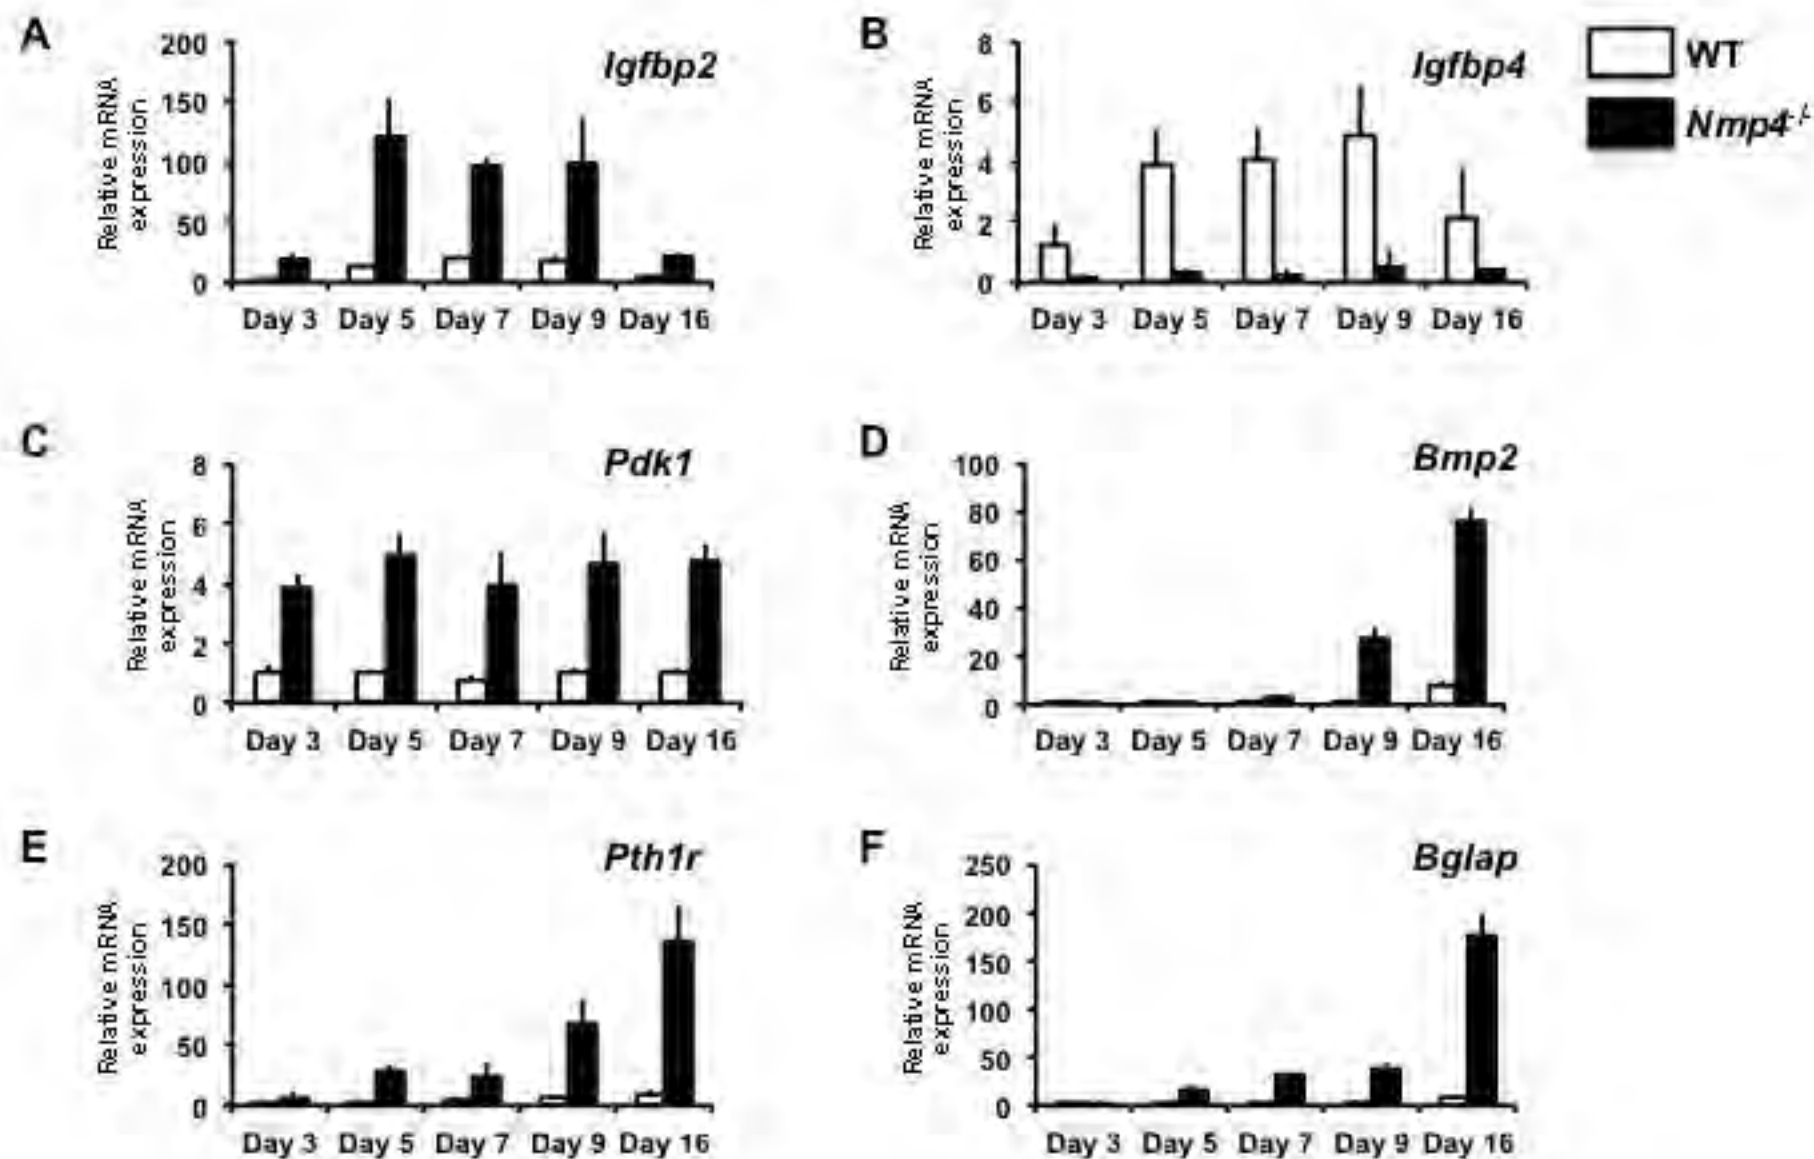 A
Igfbp2
Relative mRNA
expression
200
150
100
50
0
Day 3 Day 5 Day 7 Day 9 Day 16
B
Igfbp4
Relative mRNA
expression
8
6
4
2
0
Day 3 Day 5 Day 7 Day 9 Day 16
WT
Nmp4-/-
C
Pdk1
Relative mRNA
expression
8
6
4
2
0
Day 3 Day 5 Day 7 Day 9 Day 16
D
Bmp2
Relative mRNA
expression
100
80
60
40
20
0
Day 3 Day 5 Day 7 Day 9 Day 16
E
Pth1r
Relative mRNA
expression
200
150
100
50
0
Day 3 Day 5 Day 7 Day 9 Day 16
F
Bglap
Relative mRNA
expression
250
200
150
100
50
0
Day 3 Day 5 Day 7 Day 9 Day 16